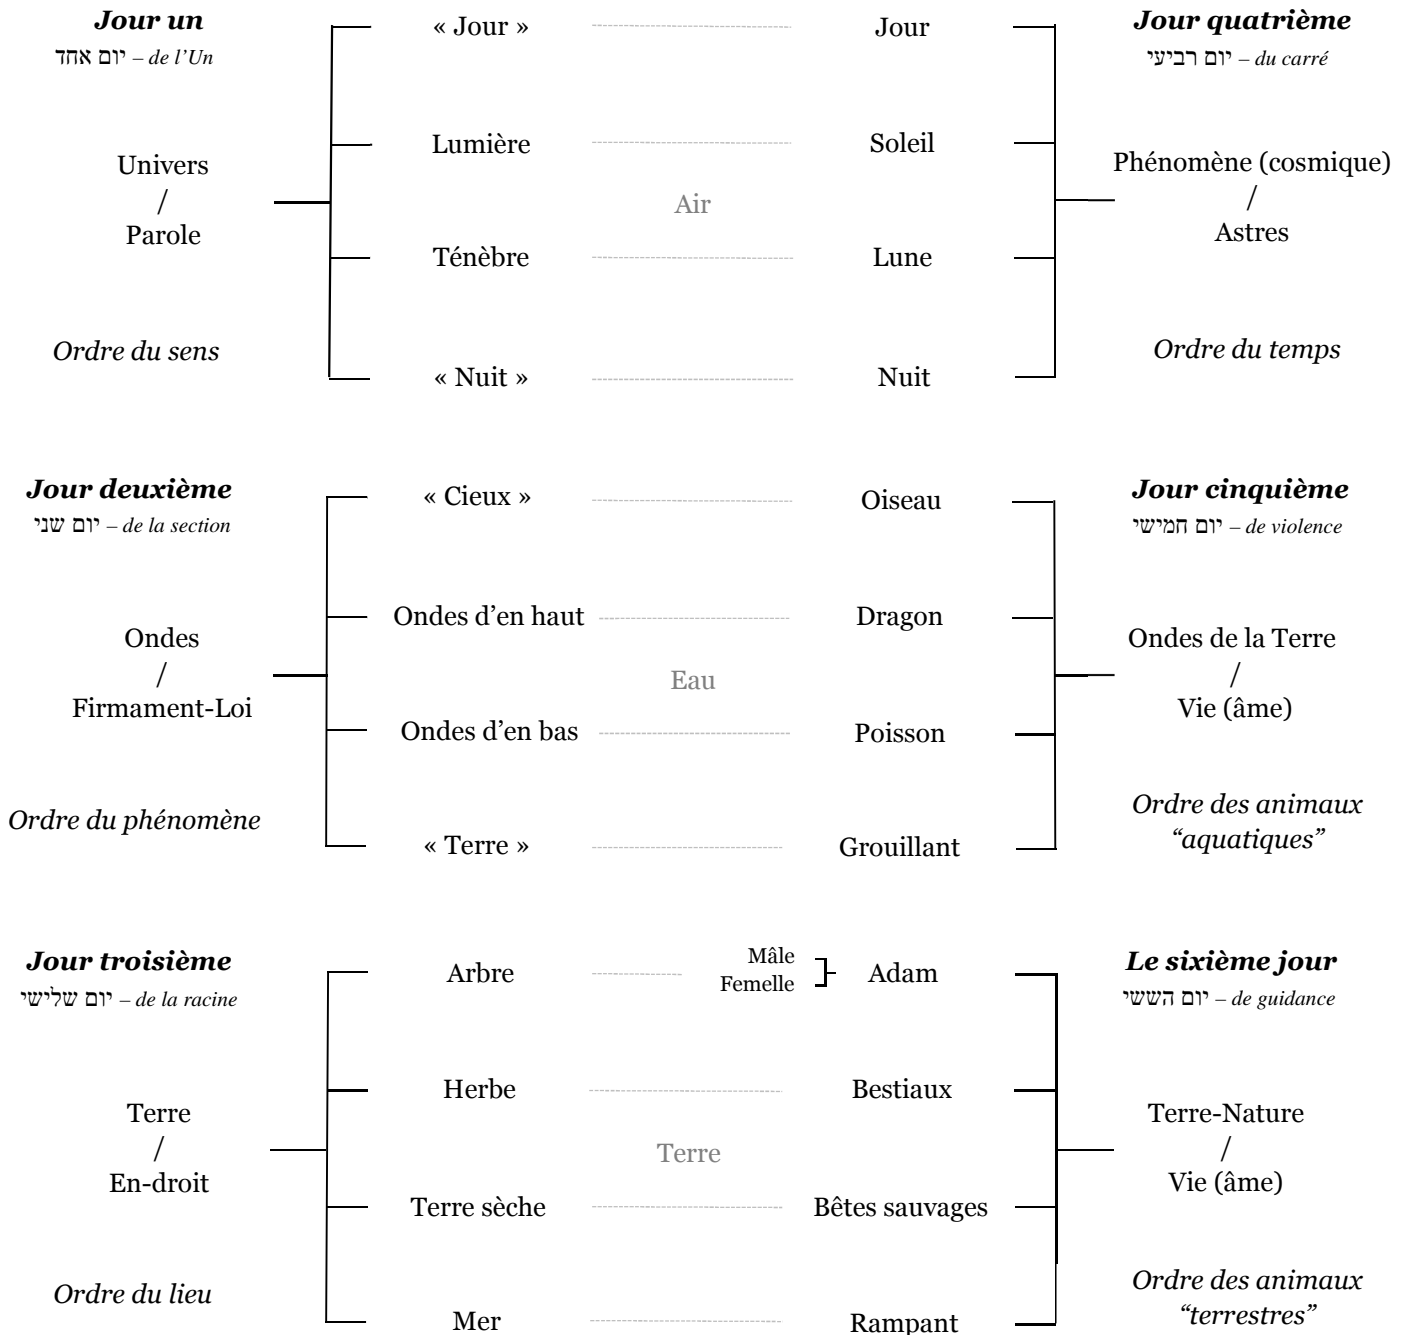 Jour un
יום אחד – de l’Un
Univers
/
Parole
Ordre du sens
« Jour »
Lumière
Ténèbre
« Nuit »
Air
Jour
Soleil
Lune
Nuit
Jour quatrième
יום רביעי – du carré
Phénomène (cosmique)
/
Astres
Ordre du temps
Jour deuxième
יום שני – de la section
Ondes
/
Firmament-Loi
Ordre du phénomène
« Cieux »
Ondes d’en haut
Ondes d’en bas
« Terre »
Eau
Oiseau
Dragon
Poisson
Grouillant
Jour cinquième
יום חמישי – de violence
Ondes de la Terre
/
Vie (âme)
Ordre des animaux
“aquatiques”
Jour troisième
יום שלישי – de la racine
Terre
/
En-droit
Ordre du lieu
Arbre
Herbe
Terre sèche
Mer
Terre
Mâle
Femelle
Adam
Bestiaux
Bêtes sauvages
Rampant
Le sixième jour
יום הששי – de guidance
Terre-Nature
/
Vie (âme)
Ordre des animaux
“terrestres”